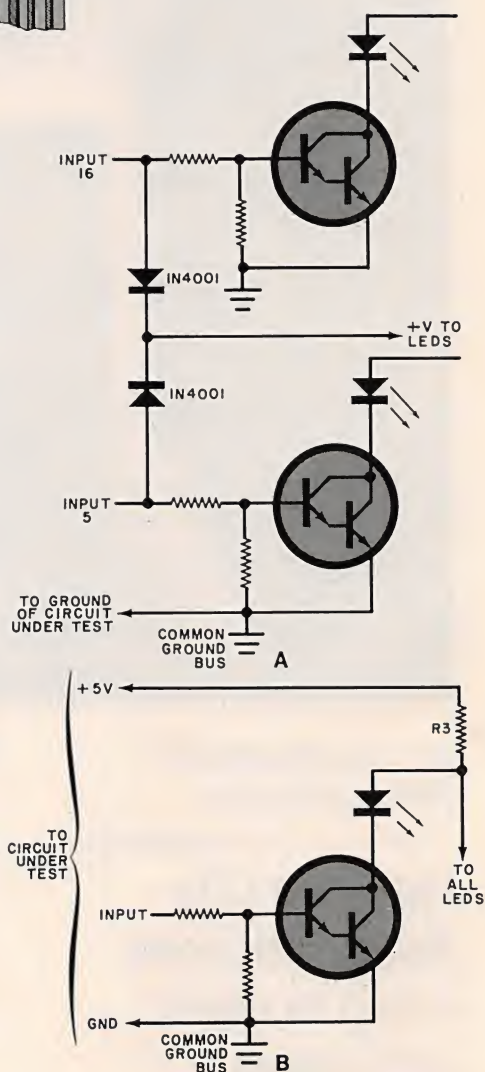 INPUT
16
IN4001
+V TO
LEDS
IN4001
INPUT
5
TO GROUND
OF CIRCUIT
UNDER TEST
COMMON
GROUND
BUS
A
+5V
R3
TO
CIRCUIT
UNDER
TEST
TO
ALL
LEDS
INPUT
GND
COMMON
GROUND
BUS
B